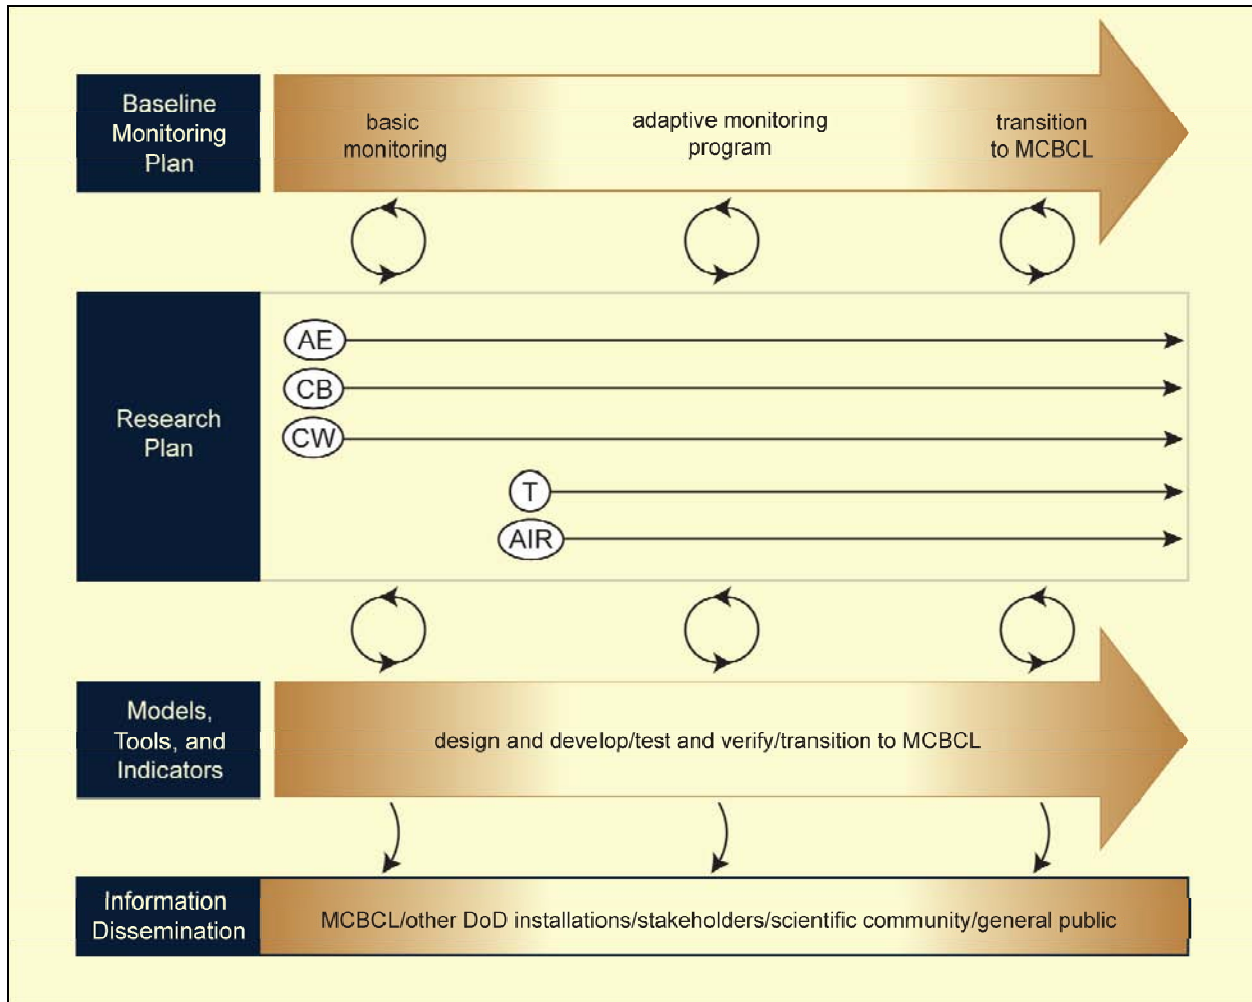 Baseline
Monitoring
Plan
basic
monitoring
adaptive monitoring
program
transition
to MCBCL
Research
Plan
AE
CB
CW
T
AIR
Models,
Tools, and
Indicators
design and develop/test and verify/transition to MCBCL
Information
Dissemination
MCBCL/other DoD installations/stakeholders/scientific community/general public